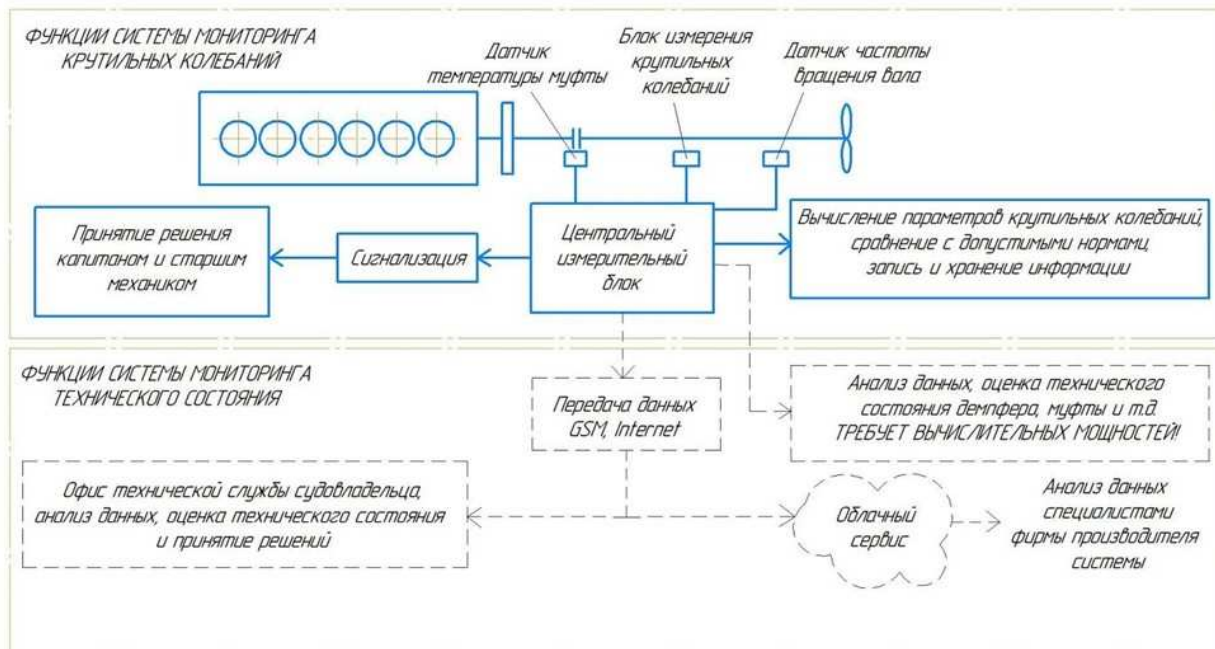 ФУНКЦИИ СИСТЕМЫ МОНИТОРИНГА
КРУТИЛЬНЫХ КОЛЕБАНИЙ
Датчик
температуры муфты
Блок измерения
крутильных
колебаний
Датчик частоты
вращения вала
Принятие решения
капитаном и старшим
механиком
Сигнализация
Центральный
измерительный
блок
Вычисление параметров крутильных колебаний,
сравнение с допустимыми нормами,
запись и хранение информации
ФУНКЦИИ СИСТЕМЫ МОНИТОРИНГА
ТЕХНИЧЕСКОГО СОСТОЯНИЯ
Передача данных
GSM, Internet
Анализ данных, оценка технического
состояния демпфера, муфты и т.д.
ТРЕБУЕТ ВЫЧИСЛИТЕЛЬНЫХ МОЩНОСТЕЙ!
Офис технической службы судовладельца,
анализ данных, оценка технического состояния
и принятие решений
Облачный
сервис
Анализ данных
специалистами
фирмы производителя
системы